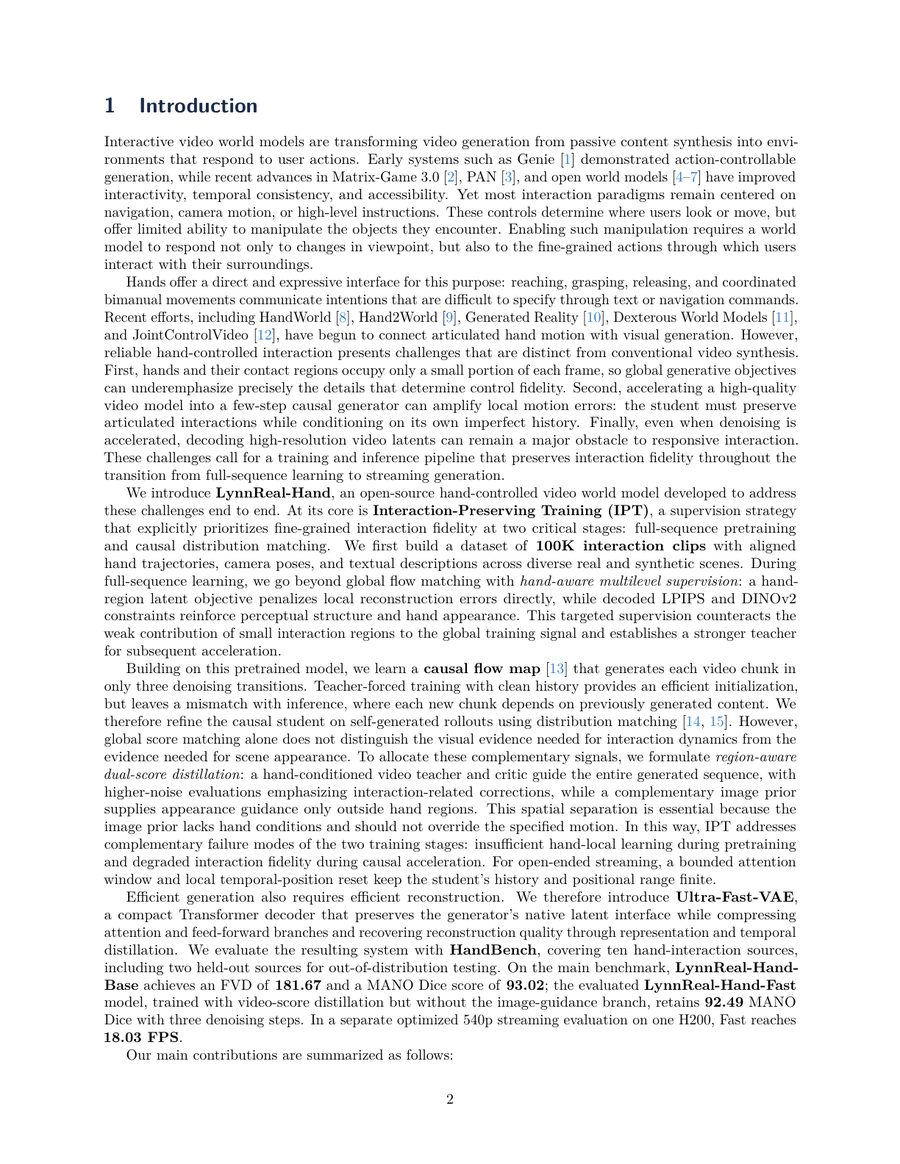 1 Introduction
Interactive video world models are transforming video generation from passive content synthesis into envi-
ronments that respond to user actions. Early systems such as Genie [1] demonstrated action-controllable
generation, while recent advances in Matrix-Game 3.0 [2], PAN [3], and open world models [4–7] have improved
interactivity, temporal consistency, and accessibility. Yet most interaction paradigms remain centered on
navigation, camera motion, or high-level instructions. These controls determine where users look or move, but
offer limited ability to manipulate the objects they encounter. Enabling such manipulation requires a world
model to respond not only to changes in viewpoint, but also to the fine-grained actions through which users
interact with their surroundings.
Hands offer a direct and expressive interface for this purpose: reaching, grasping, releasing, and coordinated
bimanual movements communicate intentions that are difficult to specify through text or navigation commands.
Recent efforts, including HandWorld [8], Hand2World [9], Generated Reality [10], Dexterous World Models [11],
and JointControlVideo [12], have begun to connect articulated hand motion with visual generation. However,
reliable hand-controlled interaction presents challenges that are distinct from conventional video synthesis.
First, hands and their contact regions occupy only a small portion of each frame, so global generative objectives
can underemphasize precisely the details that determine control fidelity. Second, accelerating a high-quality
video model into a few-step causal generator can amplify local motion errors: the student must preserve
articulated interactions while conditioning on its own imperfect history. Finally, even when denoising is
accelerated, decoding high-resolution video latents can remain a major obstacle to responsive interaction.
These challenges call for a training and inference pipeline that preserves interaction fidelity throughout the
transition from full-sequence learning to streaming generation.
We introduce LynnReal-Hand, an open-source hand-controlled video world model developed to address
these challenges end to end. At its core is Interaction-Preserving Training (IPT), a supervision strategy
that explicitly prioritizes fine-grained interaction fidelity at two critical stages: full-sequence pretraining
and causal distribution matching. We first build a dataset of 100K interaction clips with aligned
hand trajectories, camera poses, and textual descriptions across diverse real and synthetic scenes. During
full-sequence learning, we go beyond global flow matching with hand-aware multilevel supervision: a hand-
region latent objective penalizes local reconstruction errors directly, while decoded LPIPS and DINOv2
constraints reinforce perceptual structure and hand appearance. This targeted supervision counteracts the
weak contribution of small interaction regions to the global training signal and establishes a stronger teacher
for subsequent acceleration.
Building on this pretrained model, we learn a causal flow map [13] that generates each video chunk in
only three denoising transitions. Teacher-forced training with clean history provides an efficient initialization,
but leaves a mismatch with inference, where each new chunk depends on previously generated content. We
therefore refine the causal student on self-generated rollouts using distribution matching [14, 15]. However,
global score matching alone does not distinguish the visual evidence needed for interaction dynamics from the
evidence needed for scene appearance. To allocate these complementary signals, we formulate region-aware
dual-score distillation: a hand-conditioned video teacher and critic guide the entire generated sequence, with
higher-noise evaluations emphasizing interaction-related corrections, while a complementary image prior
supplies appearance guidance only outside hand regions. This spatial separation is essential because the
image prior lacks hand conditions and should not override the specified motion. In this way, IPT addresses
complementary failure modes of the two training stages: insufficient hand-local learning during pretraining
and degraded interaction fidelity during causal acceleration. For open-ended streaming, a bounded attention
window and local temporal-position reset keep the student's history and positional range finite.
Efficient generation also requires efficient reconstruction. We therefore introduce Ultra-Fast-VAE,
a compact Transformer decoder that preserves the generator's native latent interface while compressing
attention and feed-forward branches and recovering reconstruction quality through representation and temporal
distillation. We evaluate the resulting system with HandBench, covering ten hand-interaction sources,
including two held-out sources for out-of-distribution testing. On the main benchmark, LynnReal-Hand-
Base achieves an FVD of 181.67 and a MANO Dice score of 93.02; the evaluated LynnReal-Hand-Fast
model, trained with video-score distillation but without the image-guidance branch, retains 92.49 MANO
Dice with three denoising steps. In a separate optimized 540p streaming evaluation on one H200, Fast reaches
18.03 FPS.
Our main contributions are summarized as follows:
2